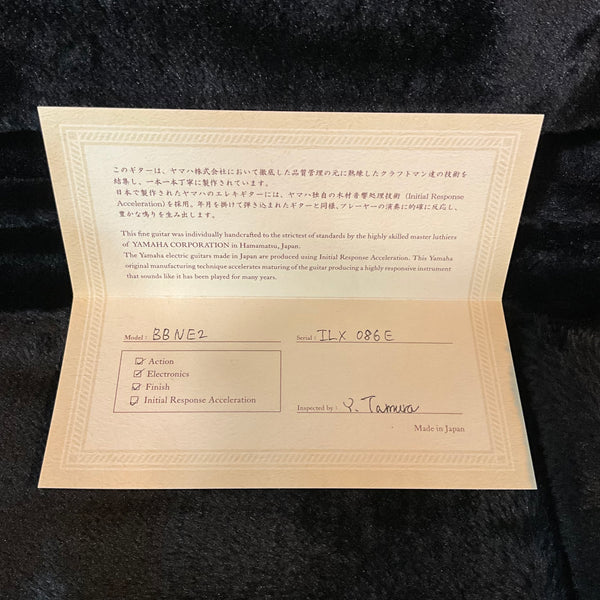 このギターは、ヤマハ株式会社において徹底した品質管理の元に熟練したクラフトマン達の技術を
結集し、一本一本丁寧に製作されています。
日本で製作されたヤマハのエレキギターには、ヤマハ独自の木材音響処理技術 (Initial Response
Acceleration) を採用。年月を掛けて弾き込まれたギターと同様、プレーヤーの演奏に的確に反応し、
豊かな鳴りを生み出します。
This fine guitar was individually handcrafted to the strictest of standards by the highly skilled master luthiers
of YAMAHA CORPORATION in Hamamatsu, Japan.
The Yamaha electric guitars made in Japan are produced using Initial Response Acceleration. This Yamaha
original manufacturing technique accelerates maturing of the guitar producing a highly responsive instrument
that sounds like it has been played for many years.
Model : BBNE2 Serial : ILX 086E
Action
Electronics
Finish
Initial Response Acceleration
Inspected by : Y. Tamura
Made in Japan